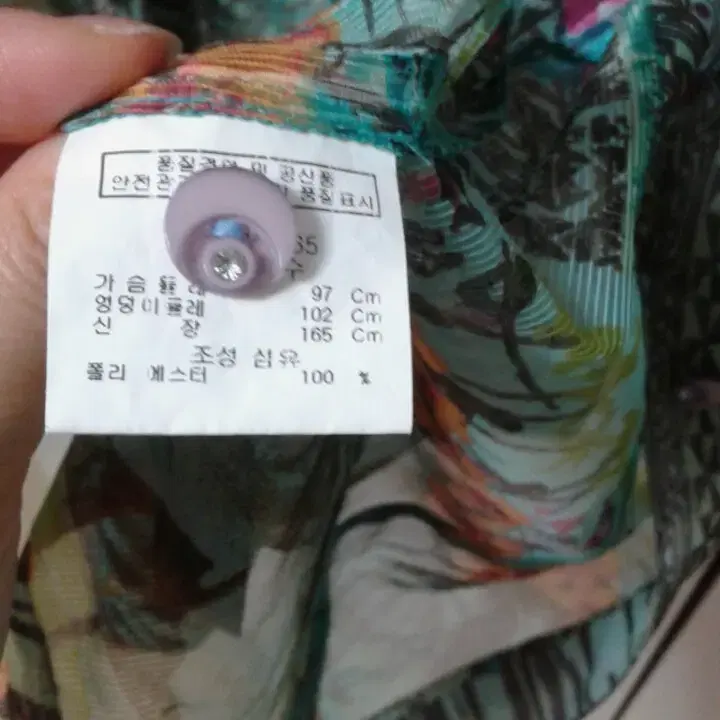 품질경영 및 공산품
안전관 품질표시
65
가슴둘레 97 Cm
엉덩이둘레 102 Cm
신장 165 Cm
조성 섬유
폴리 에스터 100 %